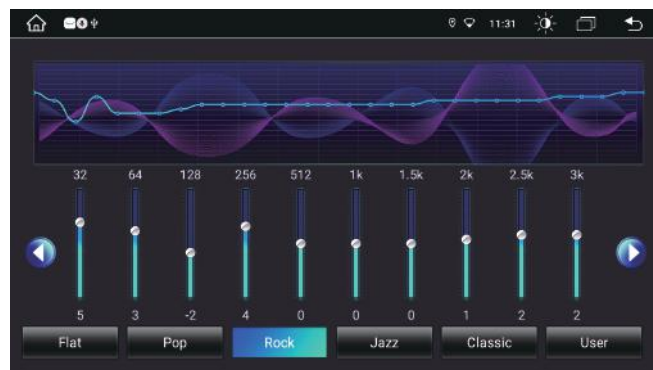 11:31
32 64 128 256 512 1k 1.5k 2k 2.5k 3k
5 3 -2 4 0 0 0 1 2 2
Flat Pop Rock Jazz Classic User